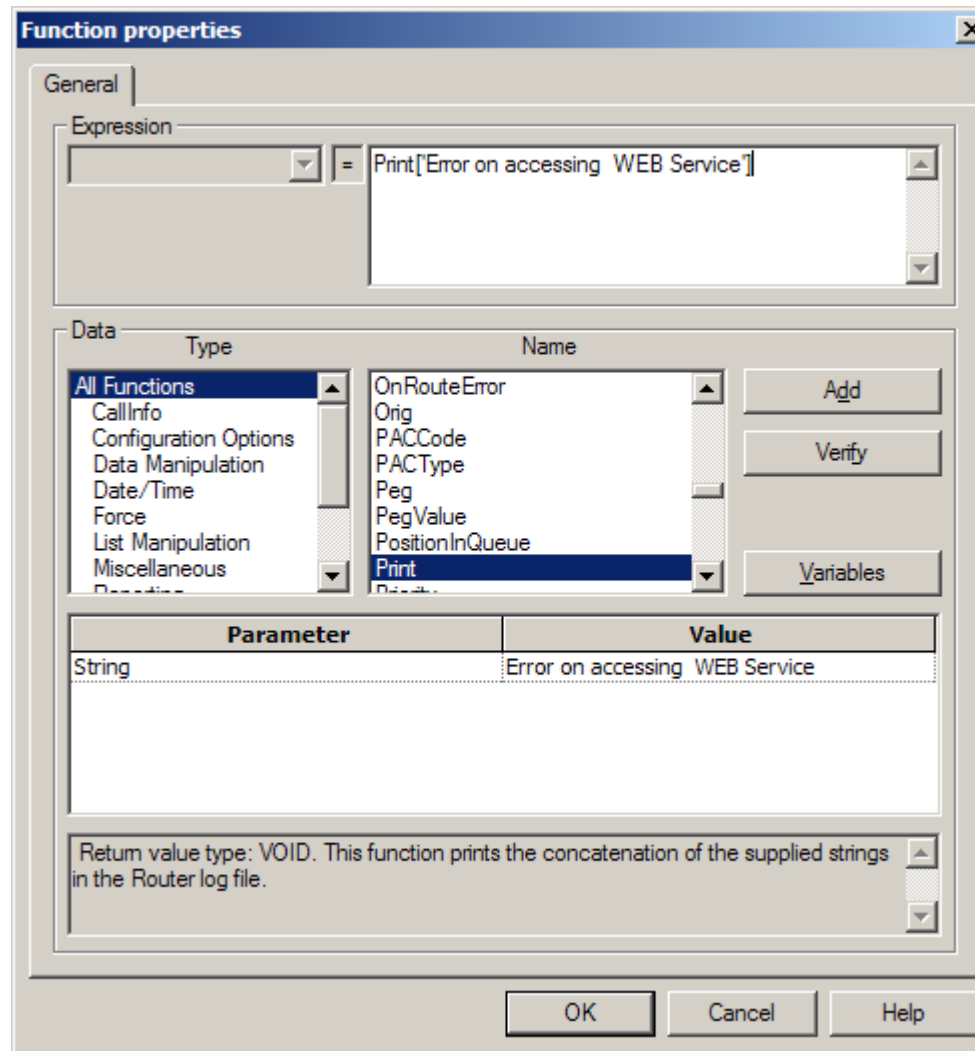 Function properties
General
Expression
= Print['Error on accessing  WEB Service']
Data
Type
All Functions
CallInfo
Configuration Options
Data Manipulation
Date/Time
Force
List Manipulation
Miscellaneous
Name
OnRouteError
Orig
PACCode
PACType
Peg
PegValue
PositionInQueue
Print
Add
Verify
Variables
Parameter Value
String Error on accessing  WEB Service
Return value type: VOID. This function prints the concatenation of the supplied strings
in the Router log file.
OK Cancel Help